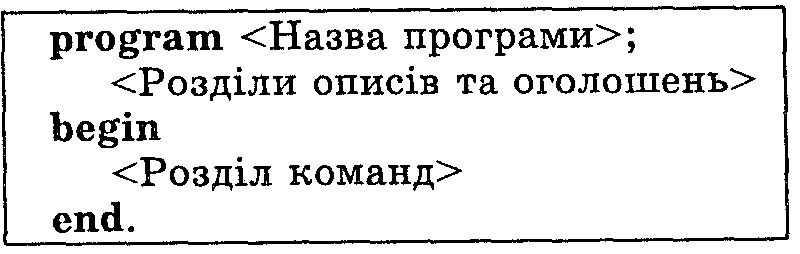 program <Назва програми>;
<Розділи описів та оголошень>
begin
<Розділ команд>
end.